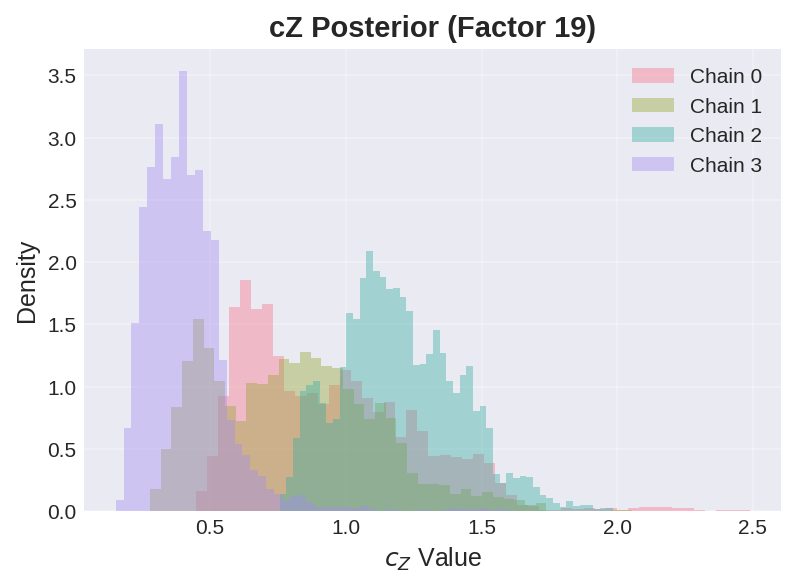 cZ Posterior (Factor 19)
Chain 0
Chain 1
Chain 2
Chain 3
3.5
3.0
2.5
2.0
1.5
1.0
0.5
0.0
Density
0.5 1.0 1.5 2.0 2.5
c_Z Value